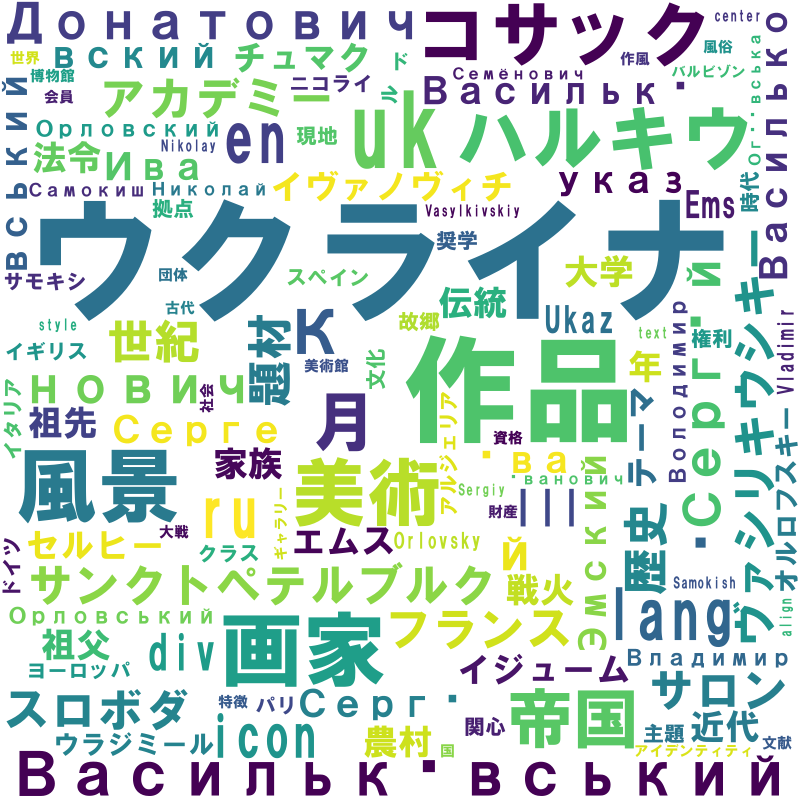 Донатович
コサック
center
世界
вский
チュマク
ド
作風
風俗
Василько
博物館
ニコライ
Семёнович
バルビゾン
会員
アカデミー
ル
Васильк・
Орловский
en
uk
ハルキウ
Ог・・вська
Nikolay
現地
法令
Ива
イヴァノヴィチ
указ
時代
вський
Самокиш
Николай
拠点
Vasylkivskiy
Ems
ウクライナ
奨学
サモキシ
団体
スペイン
大学
古代
伝統
Ukaz
style
世紀
К
故郷
text
権利
Vladimir
イギリス
題材
美術館
文化
作品
年
Володимир
ヴァシリキウシキー
オルロフスキー
нович
社会
イタリア
祖先
Серге
月
アルジェリア
資格
テーマ
Серг・й
風景
家族
美術
・ва
・ванович
ru
ギャラリー
Sergiy
財産
III
Эмский
歴史
大戦
ドイツ
セルヒー
クラス
エムス
Orlovsky
й
サンクトペテルブルク
戦火
Samokish
align
Орловський
画家
フランス
lang
祖父
div
イジューム
Владимир
ヨーロッパ
スロボダ
特徴
パリ
Серг・
サロン
ウラジミール
icon
農村
関心
帝国
主題
近代
国
アイデンティティ
文献
Васильк・вський